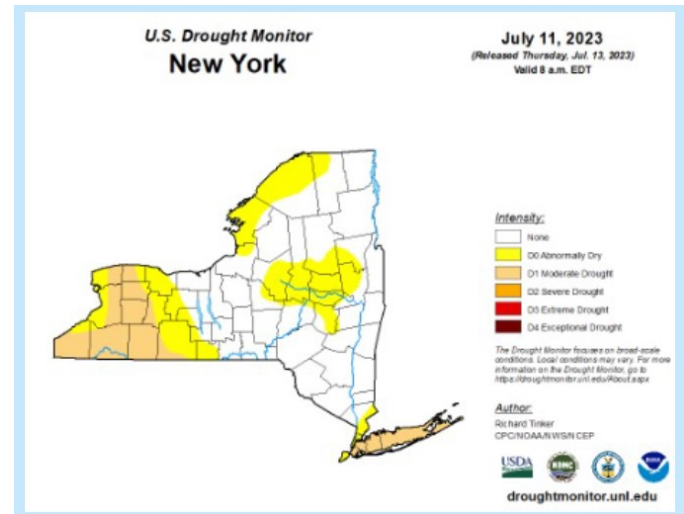 U.S. Drought Monitor
New York
July 11, 2023
(Released Thursday, Jul. 13, 2023)
Valid 8 a.m. EDT
Intensity:
None
D0 Abnormally Dry
D1 Moderate Drought
D2 Severe Drought
D3 Extreme Drought
D4 Exceptional Drought
The Drought Monitor focuses on broad-scale
conditions. Local conditions may vary. For more
information on the Drought Monitor, go to
https://droughtmonitor.unl.edu/About.aspx
Author:
Richard Tinker
CPC/NOAA/NWS/NCEP
USDA
NDMC
droughtmonitor.unl.edu